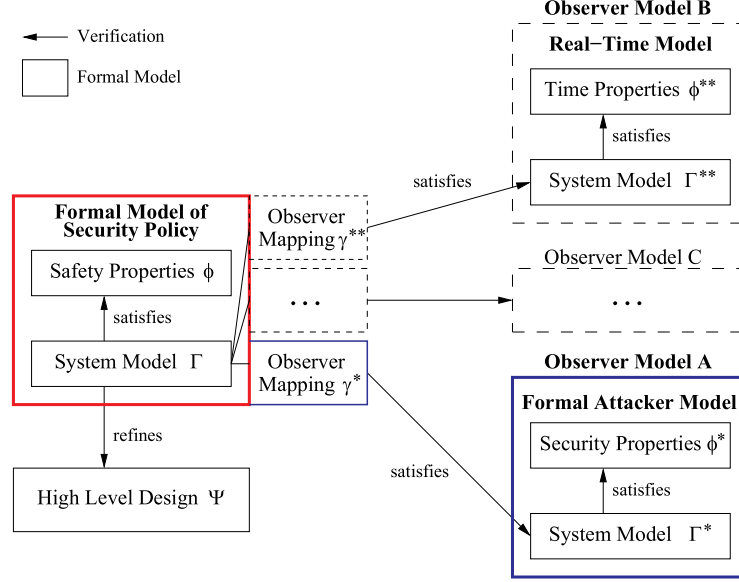 Observer Model B
Verification
Formal Model
Real−Time Model
Time Properties ϕ**
satisfies
System Model Γ**
satisfies
Formal Model of
Security Policy
Safety Properties ϕ
satisfies
System Model Γ
refines
High Level Design Ψ
Observer
Mapping γ**
...
Observer
Mapping γ*
Observer Model C
...
Observer Model A
Formal Attacker Model
Security Properties ϕ*
satisfies
satisfies
System Model Γ*